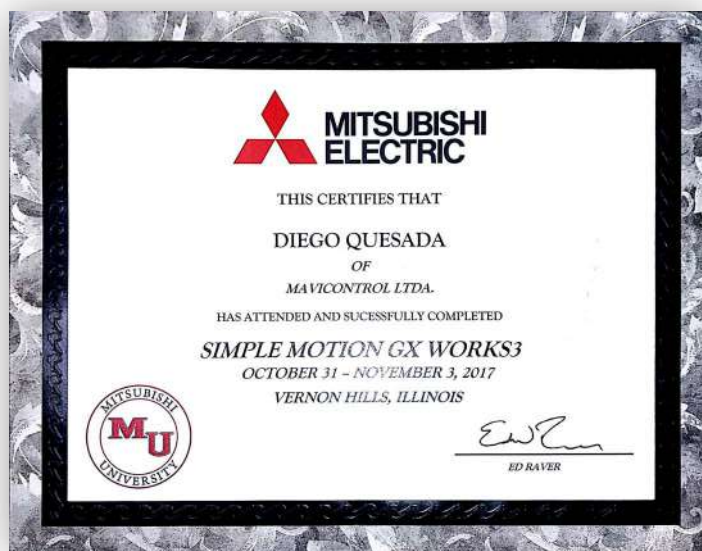 MITSUBISHI
ELECTRIC
THIS CERTIFIES THAT
DIEGO QUESADA
OF
MAVICONTROL LTDA.
HAS ATTENDED AND SUCESSFULLY COMPLETED
SIMPLE MOTION GX WORKS3
OCTOBER 31 – NOVEMBER 3, 2017
VERNON HILLS, ILLINOIS
MITSUBISHI
MU
UNIVERSITY
ED RAVER